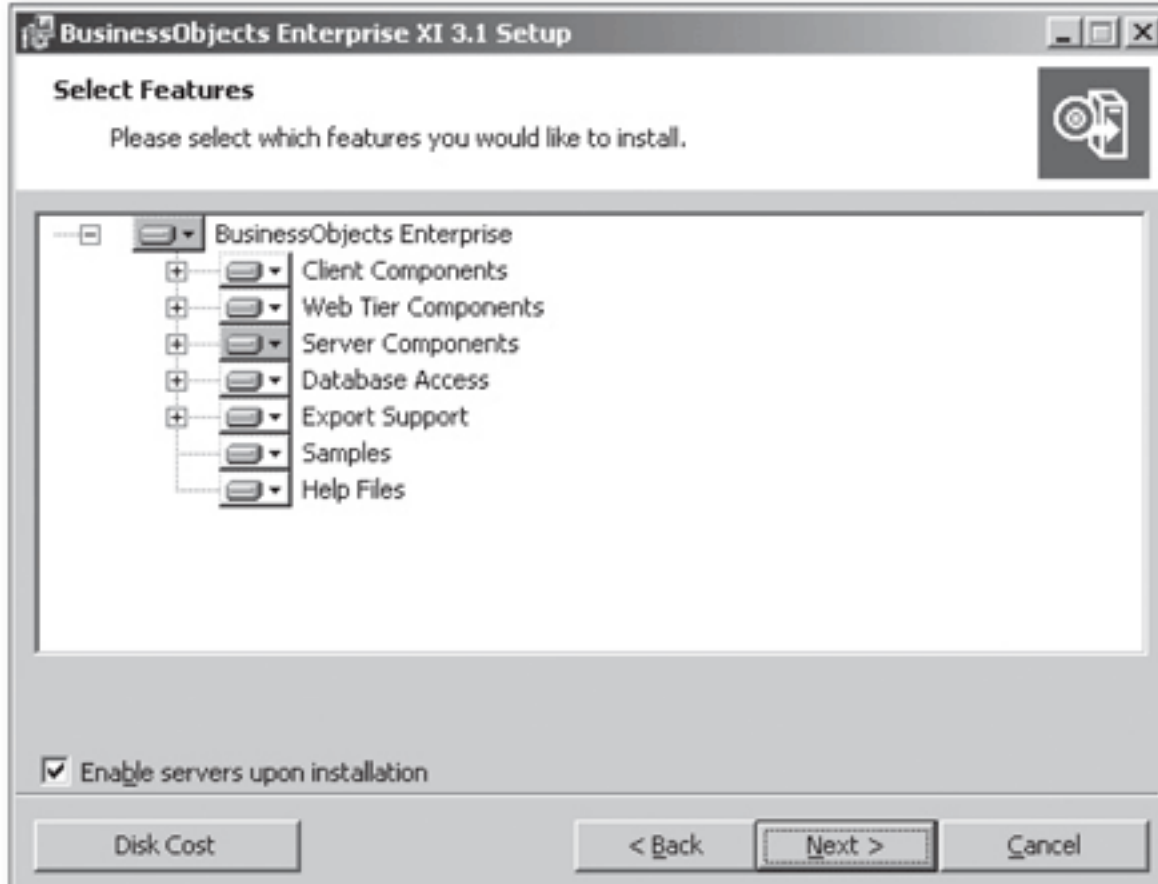 BusinessObjects Enterprise XI 3.1 Setup
Select Features
Please select which features you would like to install.
BusinessObjects Enterprise
Client Components
Web Tier Components
Server Components
Database Access
Export Support
Samples
Help Files
Enable servers upon installation
Disk Cost
< Back
Next >
Cancel